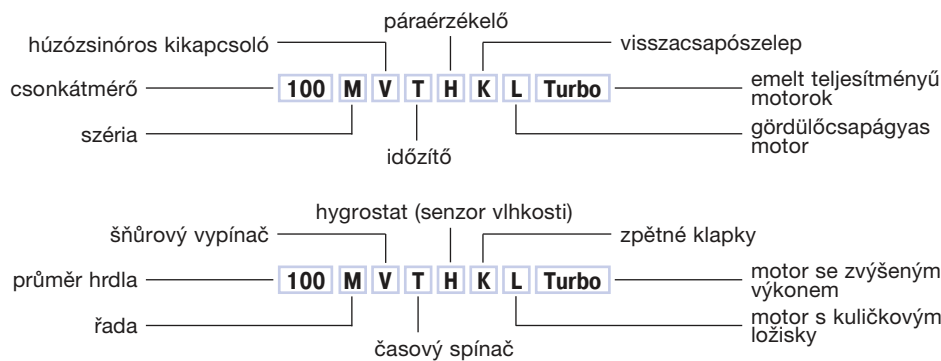 páraérzékelő
húzózsinóros kikapcsoló
visszacsapószelep
csonkátmérő
100 M V T H K L Turbo
emelt teljesítményű
motorok
széria
időzítő
gördülőcsapágyas
motor
hygrostat (senzor vlhkosti)
šňůrový vypínač
zpětné klapky
průměr hrdla
100 M V T H K L Turbo
motor se zvýšeným
výkonem
řada
časový spínač
motor s kuličkovým
ložisky